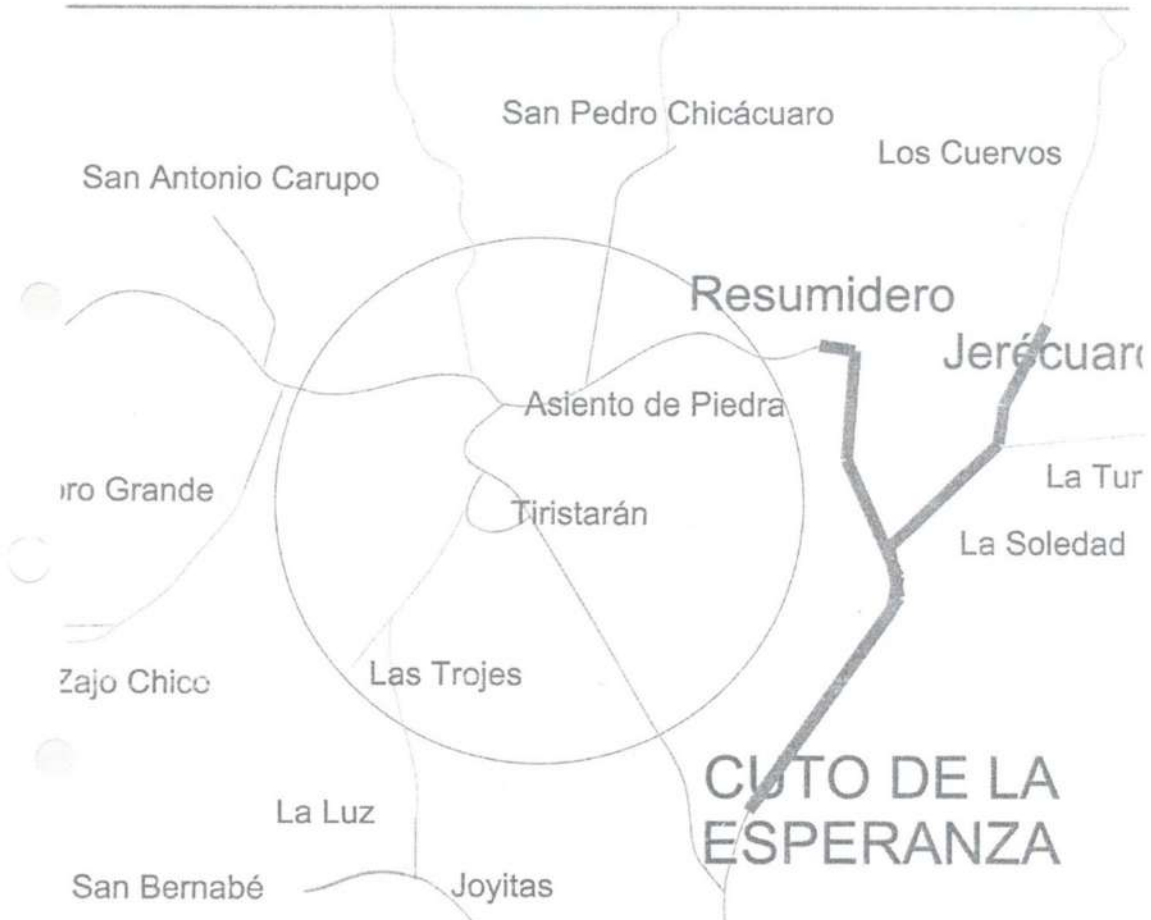 San Pedro Chicácuaro
Los Cuervos
San Antonio Carupo
Resumidero
Jerécuaro
Asiento de Piedra
oro Grande
La Tur
Tiristarán
La Soledad
Zajo Chico
Las Trojes
CUTO DE LA
ESPERANZA
La Luz
San Bernabé
Joyitas